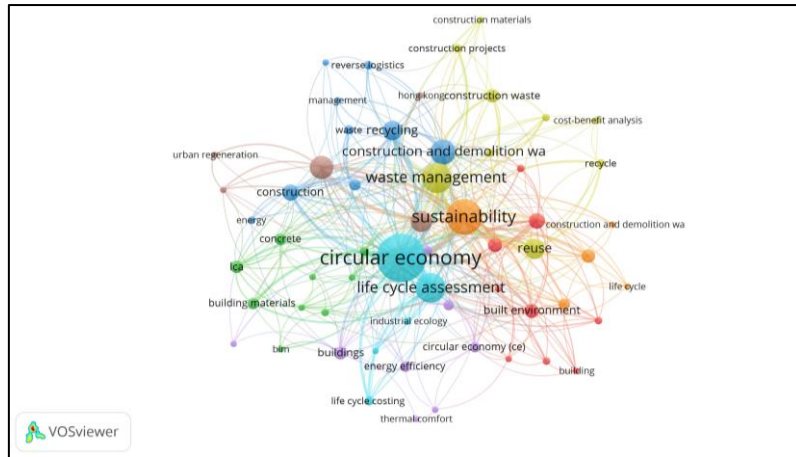 construction materials
construction projects
reverse logistics
hong kong
construction waste
management
cost-benefit analysis
waste
recycling
construction and demolition wa
urban regeneration
recycle
waste management
construction
sustainability
energy
construction and demolition wa
concrete
reuse
circular economy
lca
life cycle assessment
life cycle
building materials
built environment
industrial ecology
bim
buildings
circular economy (ce)
energy efficiency
building
life cycle costing
thermal comfort
VOSviewer